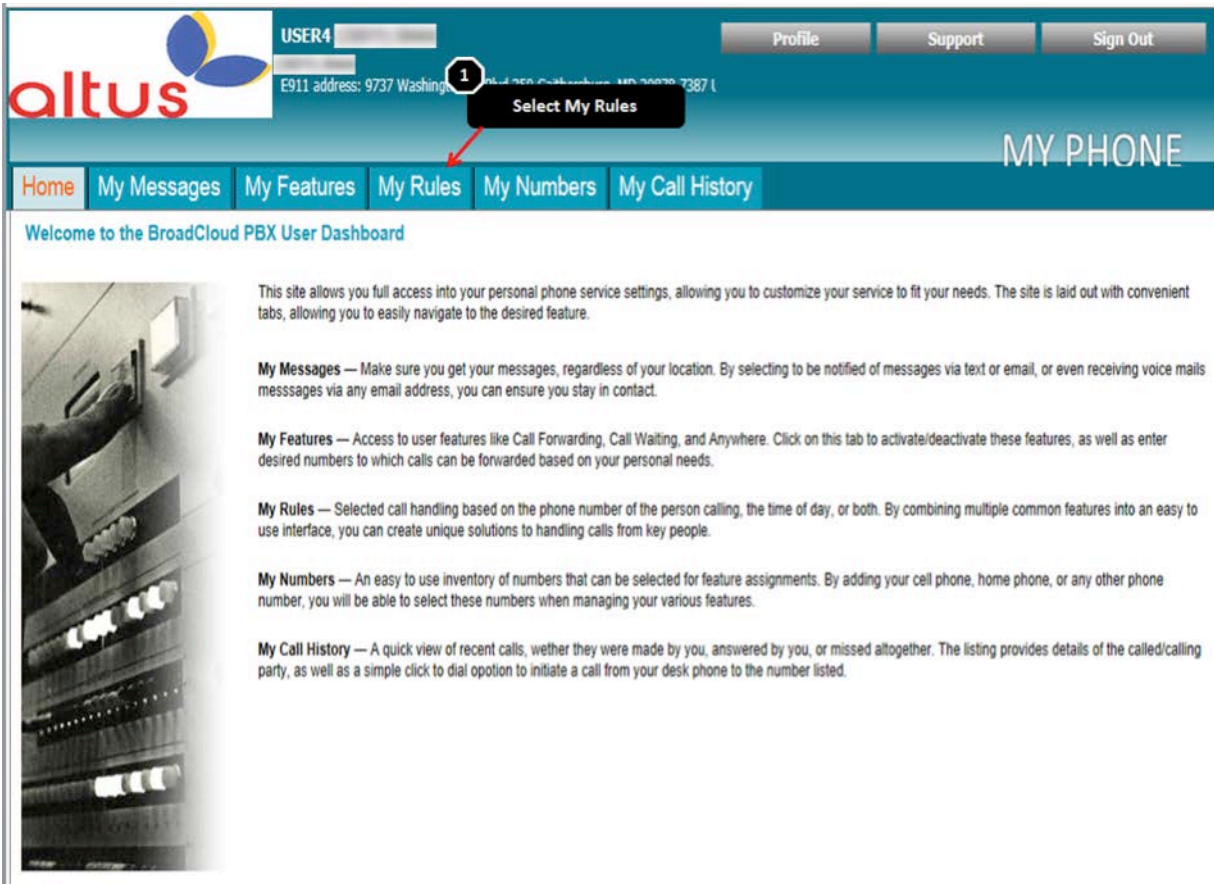 altus
USER4
Profile
Support
Sign Out
E911 address: 9737 Washing Blvd 350 Gaithersburg, MD 20878-7387 U
1
Select My Rules
MY PHONE
Home My Messages My Features My Rules My Numbers My Call History
Welcome to the BroadCloud PBX User Dashboard
This site allows you full access into your personal phone service settings, allowing you to customize your service to fit your needs. The site is laid out with convenient
tabs, allowing you to easily navigate to the desired feature.
My Messages — Make sure you get your messages, regardless of your location. By selecting to be notified of messages via text or email, or even receiving voice mails
messsages via any email address, you can ensure you stay in contact.
My Features — Access to user features like Call Forwarding, Call Waiting, and Anywhere. Click on this tab to activate/deactivate these features, as well as enter
desired numbers to which calls can be forwarded based on your personal needs.
My Rules — Selected call handling based on the phone number of the person calling, the time of day, or both. By combining multiple common features into an easy to
use interface, you can create unique solutions to handling calls from key people.
My Numbers — An easy to use inventory of numbers that can be selected for feature assignments. By adding your cell phone, home phone, or any other phone
number, you will be able to select these numbers when managing your various features.
My Call History — A quick view of recent calls, wether they were made by you, answered by you, or missed altogether. The listing provides details of the called/calling
party, as well as a simple click to dial opotion to initiate a call from your desk phone to the number listed.